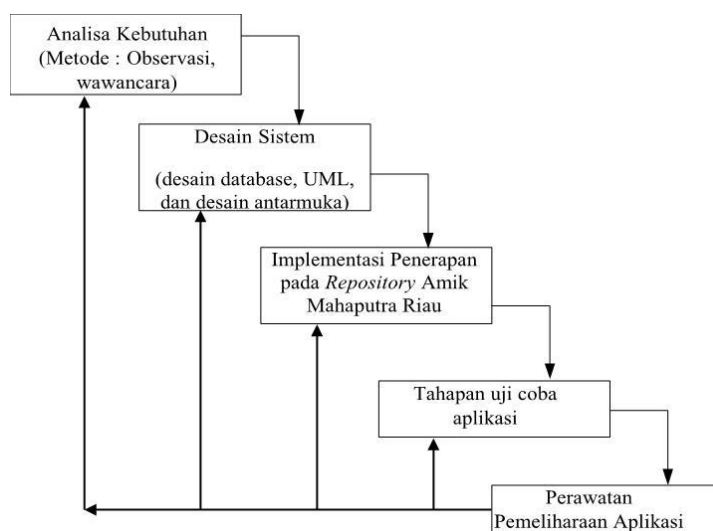 Analisa Kebutuhan
(Metode : Observasi,
wawancara)
Desain Sistem
(desain database, UML,
dan desain antarmuka)
Implementasi Penerapan
pada Repository Amik
Mahaputra Riau
Tahapan uji coba
aplikasi
Perawatan
Pemeliharaan Aplikasi